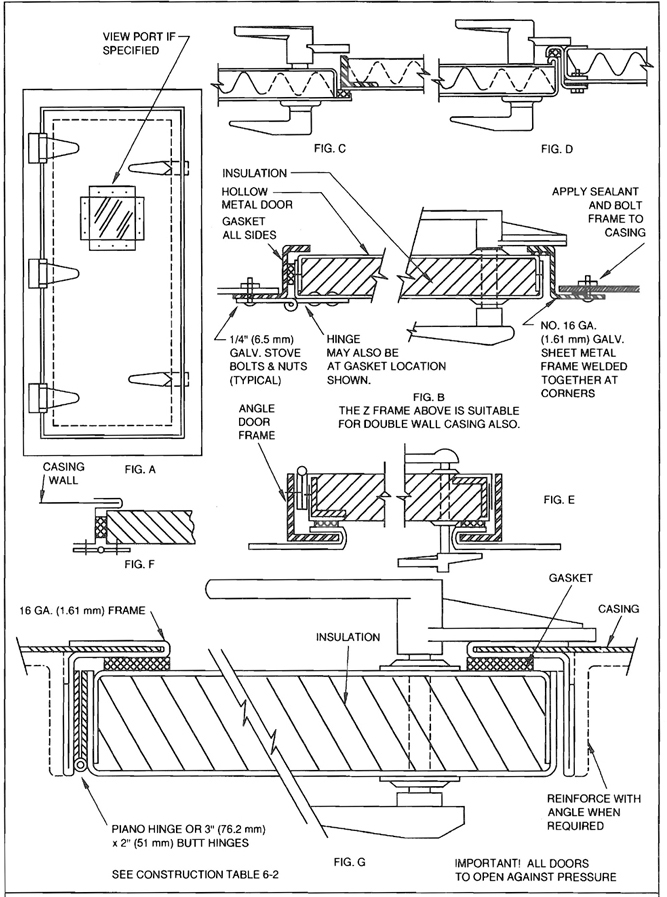 VIEW PORT IF
SPECIFIED
FIG. C
FIG. D
INSULATION
HOLLOW
METAL DOOR
GASKET
ALL SIDES
APPLY SEALANT
AND BOLT
FRAME TO
CASING
1/4" (6.5 mm)
GALV. STOVE
BOLTS & NUTS
(TYPICAL)
HINGE
MAY ALSO BE
AT GASKET LOCATION
SHOWN.
NO. 16 GA.
(1.61 mm) GALV.
SHEET METAL
FRAME WELDED
TOGETHER AT
CORNERS
FIG. B
THE Z FRAME ABOVE IS SUITABLE
FOR DOUBLE WALL CASING ALSO.
FIG. A
ANGLE
DOOR
FRAME
CASING
WALL
FIG. E
FIG. F
GASKET
16 GA. (1.61 mm) FRAME
CASING
INSULATION
PIANO HINGE OR 3" (76.2 mm)
x 2" (51 mm) BUTT HINGES
REINFORCE WITH
ANGLE WHEN
REQUIRED
FIG. G
SEE CONSTRUCTION TABLE 6-2
IMPORTANT! ALL DOORS
TO OPEN AGAINST PRESSURE